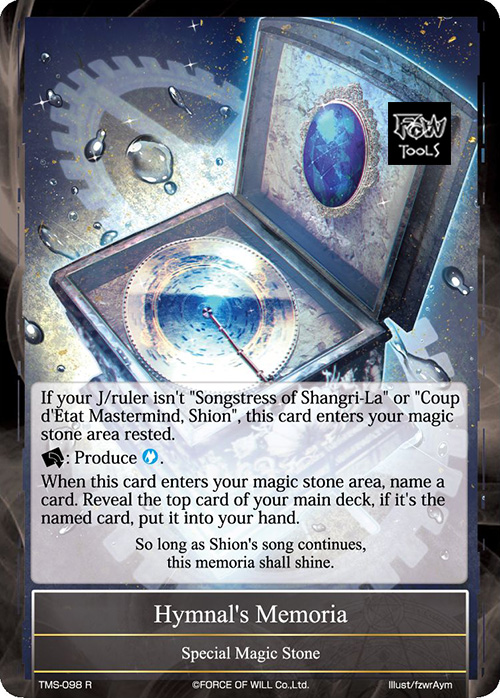 FoW
TOOLS
If your J/ruler isn't "Songstress of Shangri-La" or "Coup
d'Etat Mastermind, Shion", this card enters your magic
stone area rested.
: Produce .
When this card enters your magic stone area, name a
card. Reveal the top card of your main deck, if it's the
named card, put it into your hand.
So long as Shion's song continues,
this memoria shall shine.
Hymnal's Memoria
Special Magic Stone
TMS-098 R ©FORCE OF WILL Co.,Ltd. Illust/fzwrAym